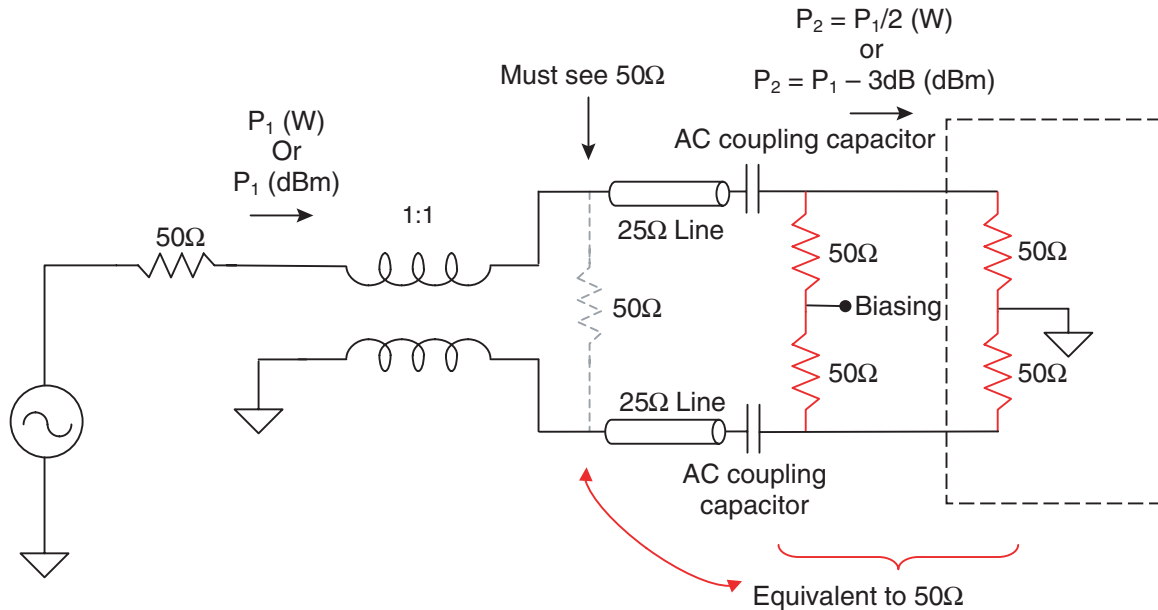 P₂ = P₁/2 (W)
or
P₂ = P₁ – 3dB (dBm)
Must see 50Ω
P₁ (W)
Or
P₁ (dBm)
AC coupling capacitor
1:1
50Ω
25Ω Line
50Ω
50Ω
50Ω
Biasing
50Ω
50Ω
25Ω Line
AC coupling
capacitor
Equivalent to 50Ω